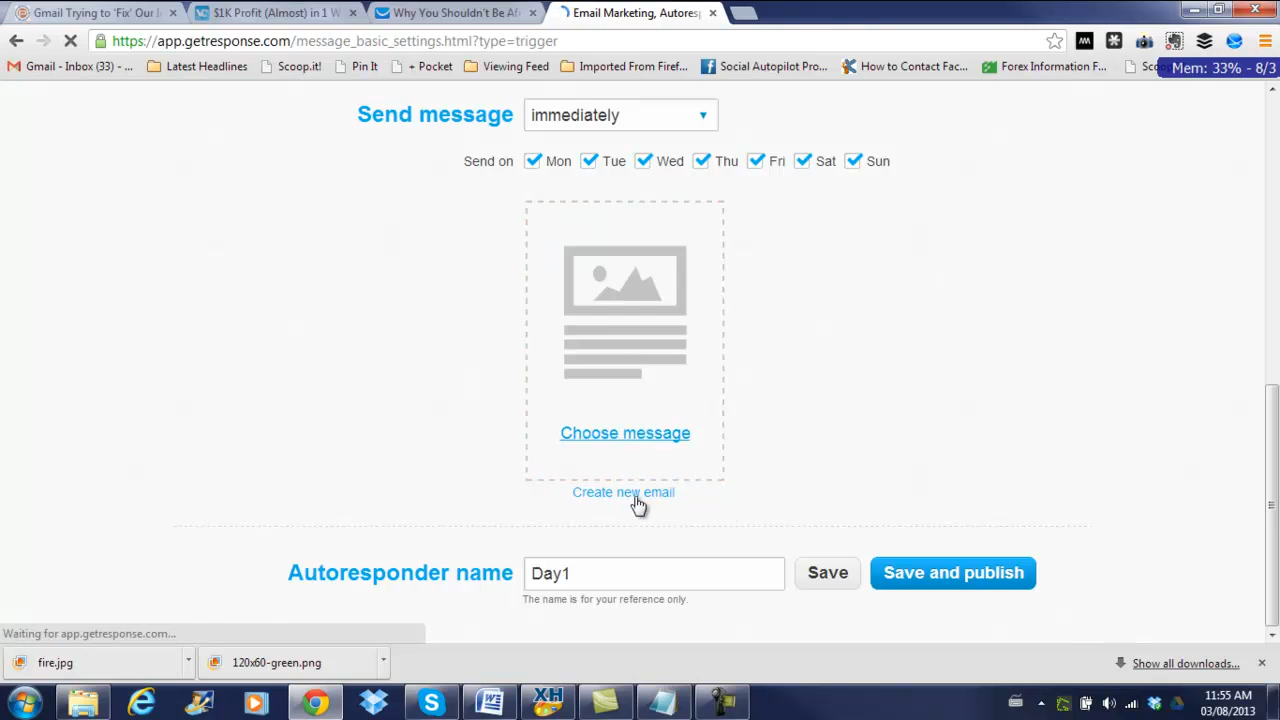 Gmail Trying to 'Fix' Our I
$1K Profit (Almost) in 1 W
Why You Shouldn't Be Af
Email Marketing, Autores
https://app.getresponse.com/message_basic_settings.html?type=trigger
Gmail - Inbox (33) - ...
Latest Headlines
Scoop.it!
Pin It
+ Pocket
Viewing Feed
Imported From Firef...
Social Autopilot Pro...
How to Contact Fac...
Forex Information F...
Mem: 33% - 8/3
Send message
immediately
Send on
Mon
Tue
Wed
Thu
Fri
Sat
Sun
Choose message
Create new email
Autoresponder name
Day1
Save
Save and publish
The name is for your reference only.
Waiting for app.getresponse.com...
fire.jpg
120x60-green.png
Show all downloads...
11:55 AM
03/08/2013